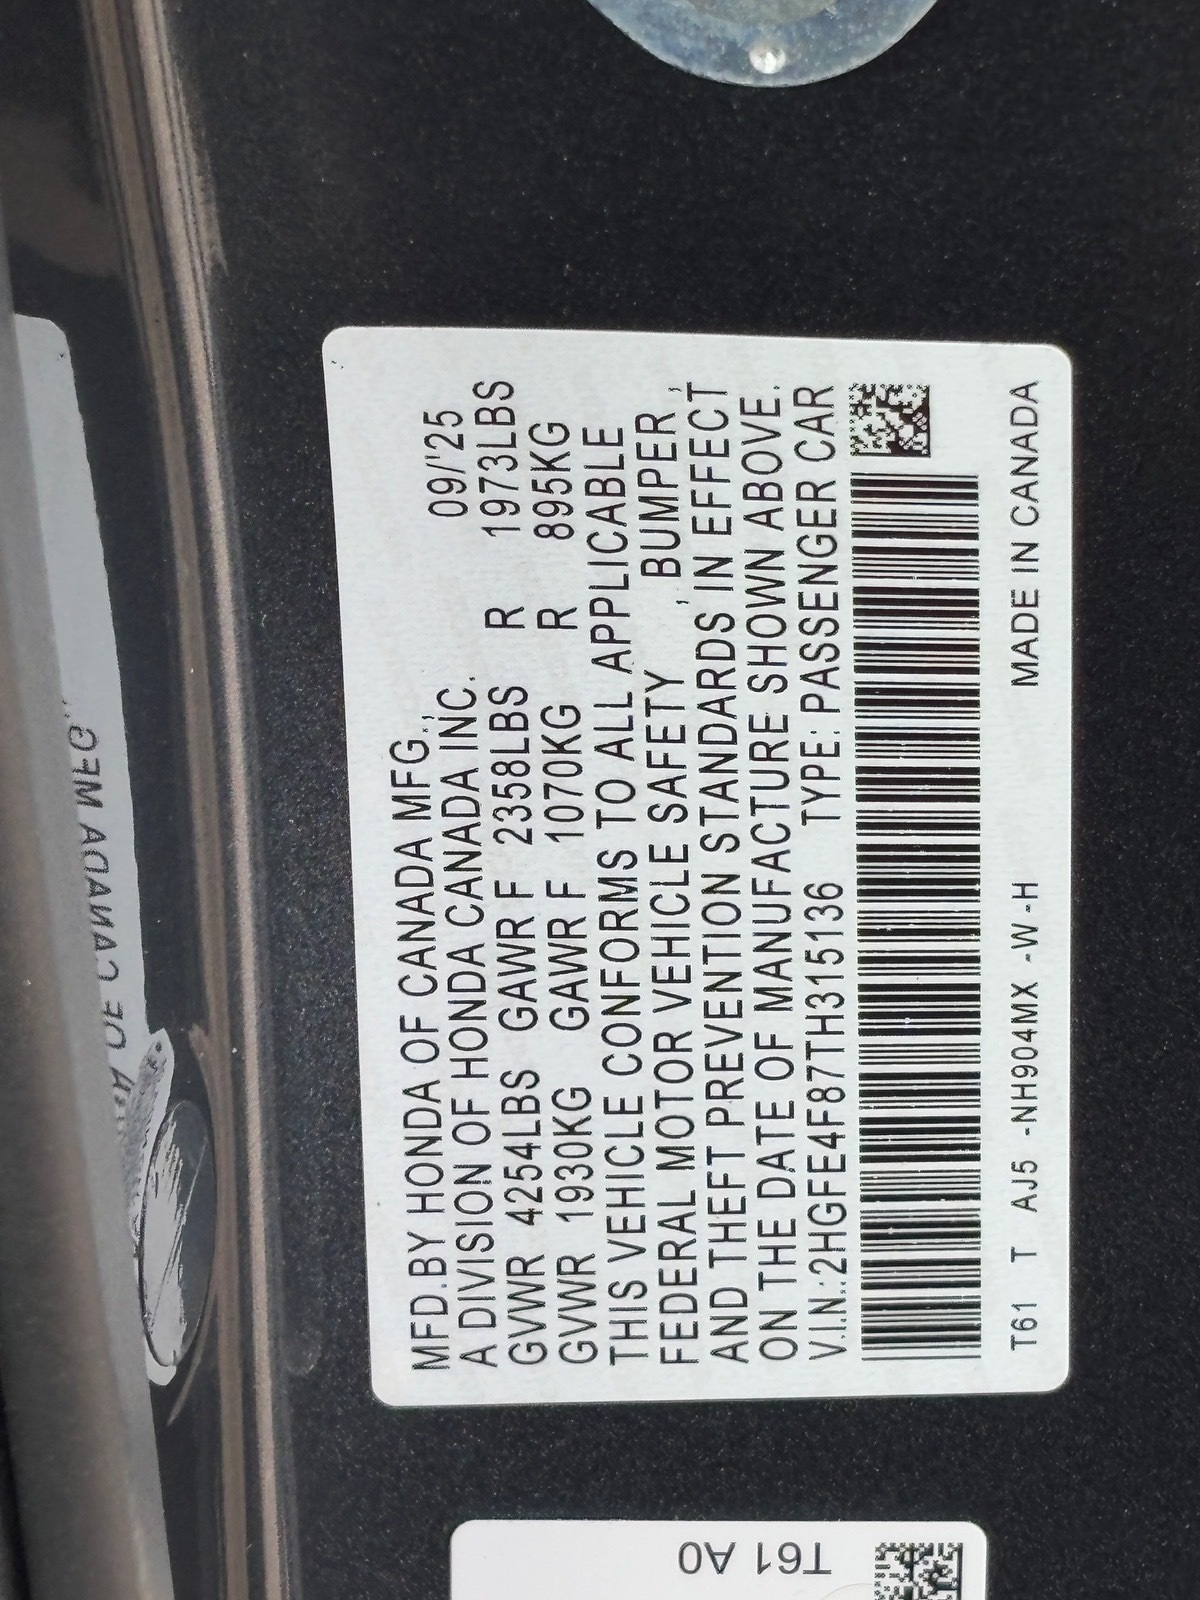 MFD.BY HONDA OF CANADA MFG.,
A DIVISION OF HONDA CANADA INC. 09/'25
GVWR 4254LBS GAWR F 2358LBS R 1973LBS
GVWR 1930KG GAWR F 1070KG R 895KG
THIS VEHICLE CONFORMS TO ALL APPLICABLE
FEDERAL MOTOR VEHICLE SAFETY , BUMPER ,
AND THEFT PREVENTION STANDARDS IN EFFECT
ON THE DATE OF MANUFACTURE SHOWN ABOVE.
V.I.N.:2HGFE4F87TH315136 TYPE: PASSENGER CAR
T61 T AJ5 -NH904MX -W -H MADE IN CANADA
T61 A0
OF CANADA MFG.,